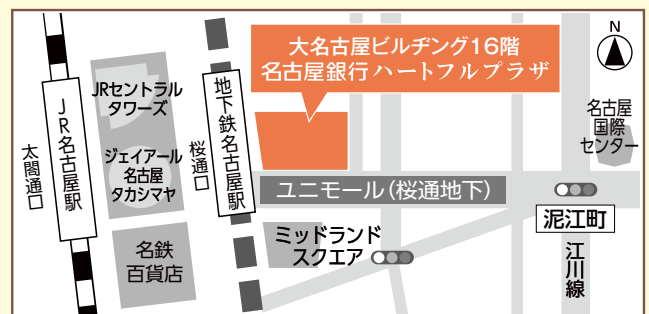 大名古屋ビルヂング16階
名古屋銀行ハートフルプラザ
N
JRセントラル
タワーズ
JR名古屋駅
太閤通口
ジェイアール
名古屋
タカシマヤ
桜通口
地下鉄名古屋駅
名古屋
国際
センター
ユニモール(桜通地下)
泥江町
江川線
ミッドランド
スクエア
名鉄
百貨店